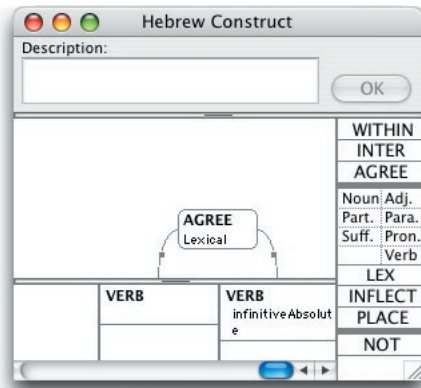 Hebrew Construct
Description:
OK
WITHIN
INTER
AGREE
Noun Adj.
Part. Para.
Suff. Pron.
Verb
LEX
INFLECT
PLACE
NOT
AGREE
Lexical
VERB
VERB
infinitiveAbsolut
e